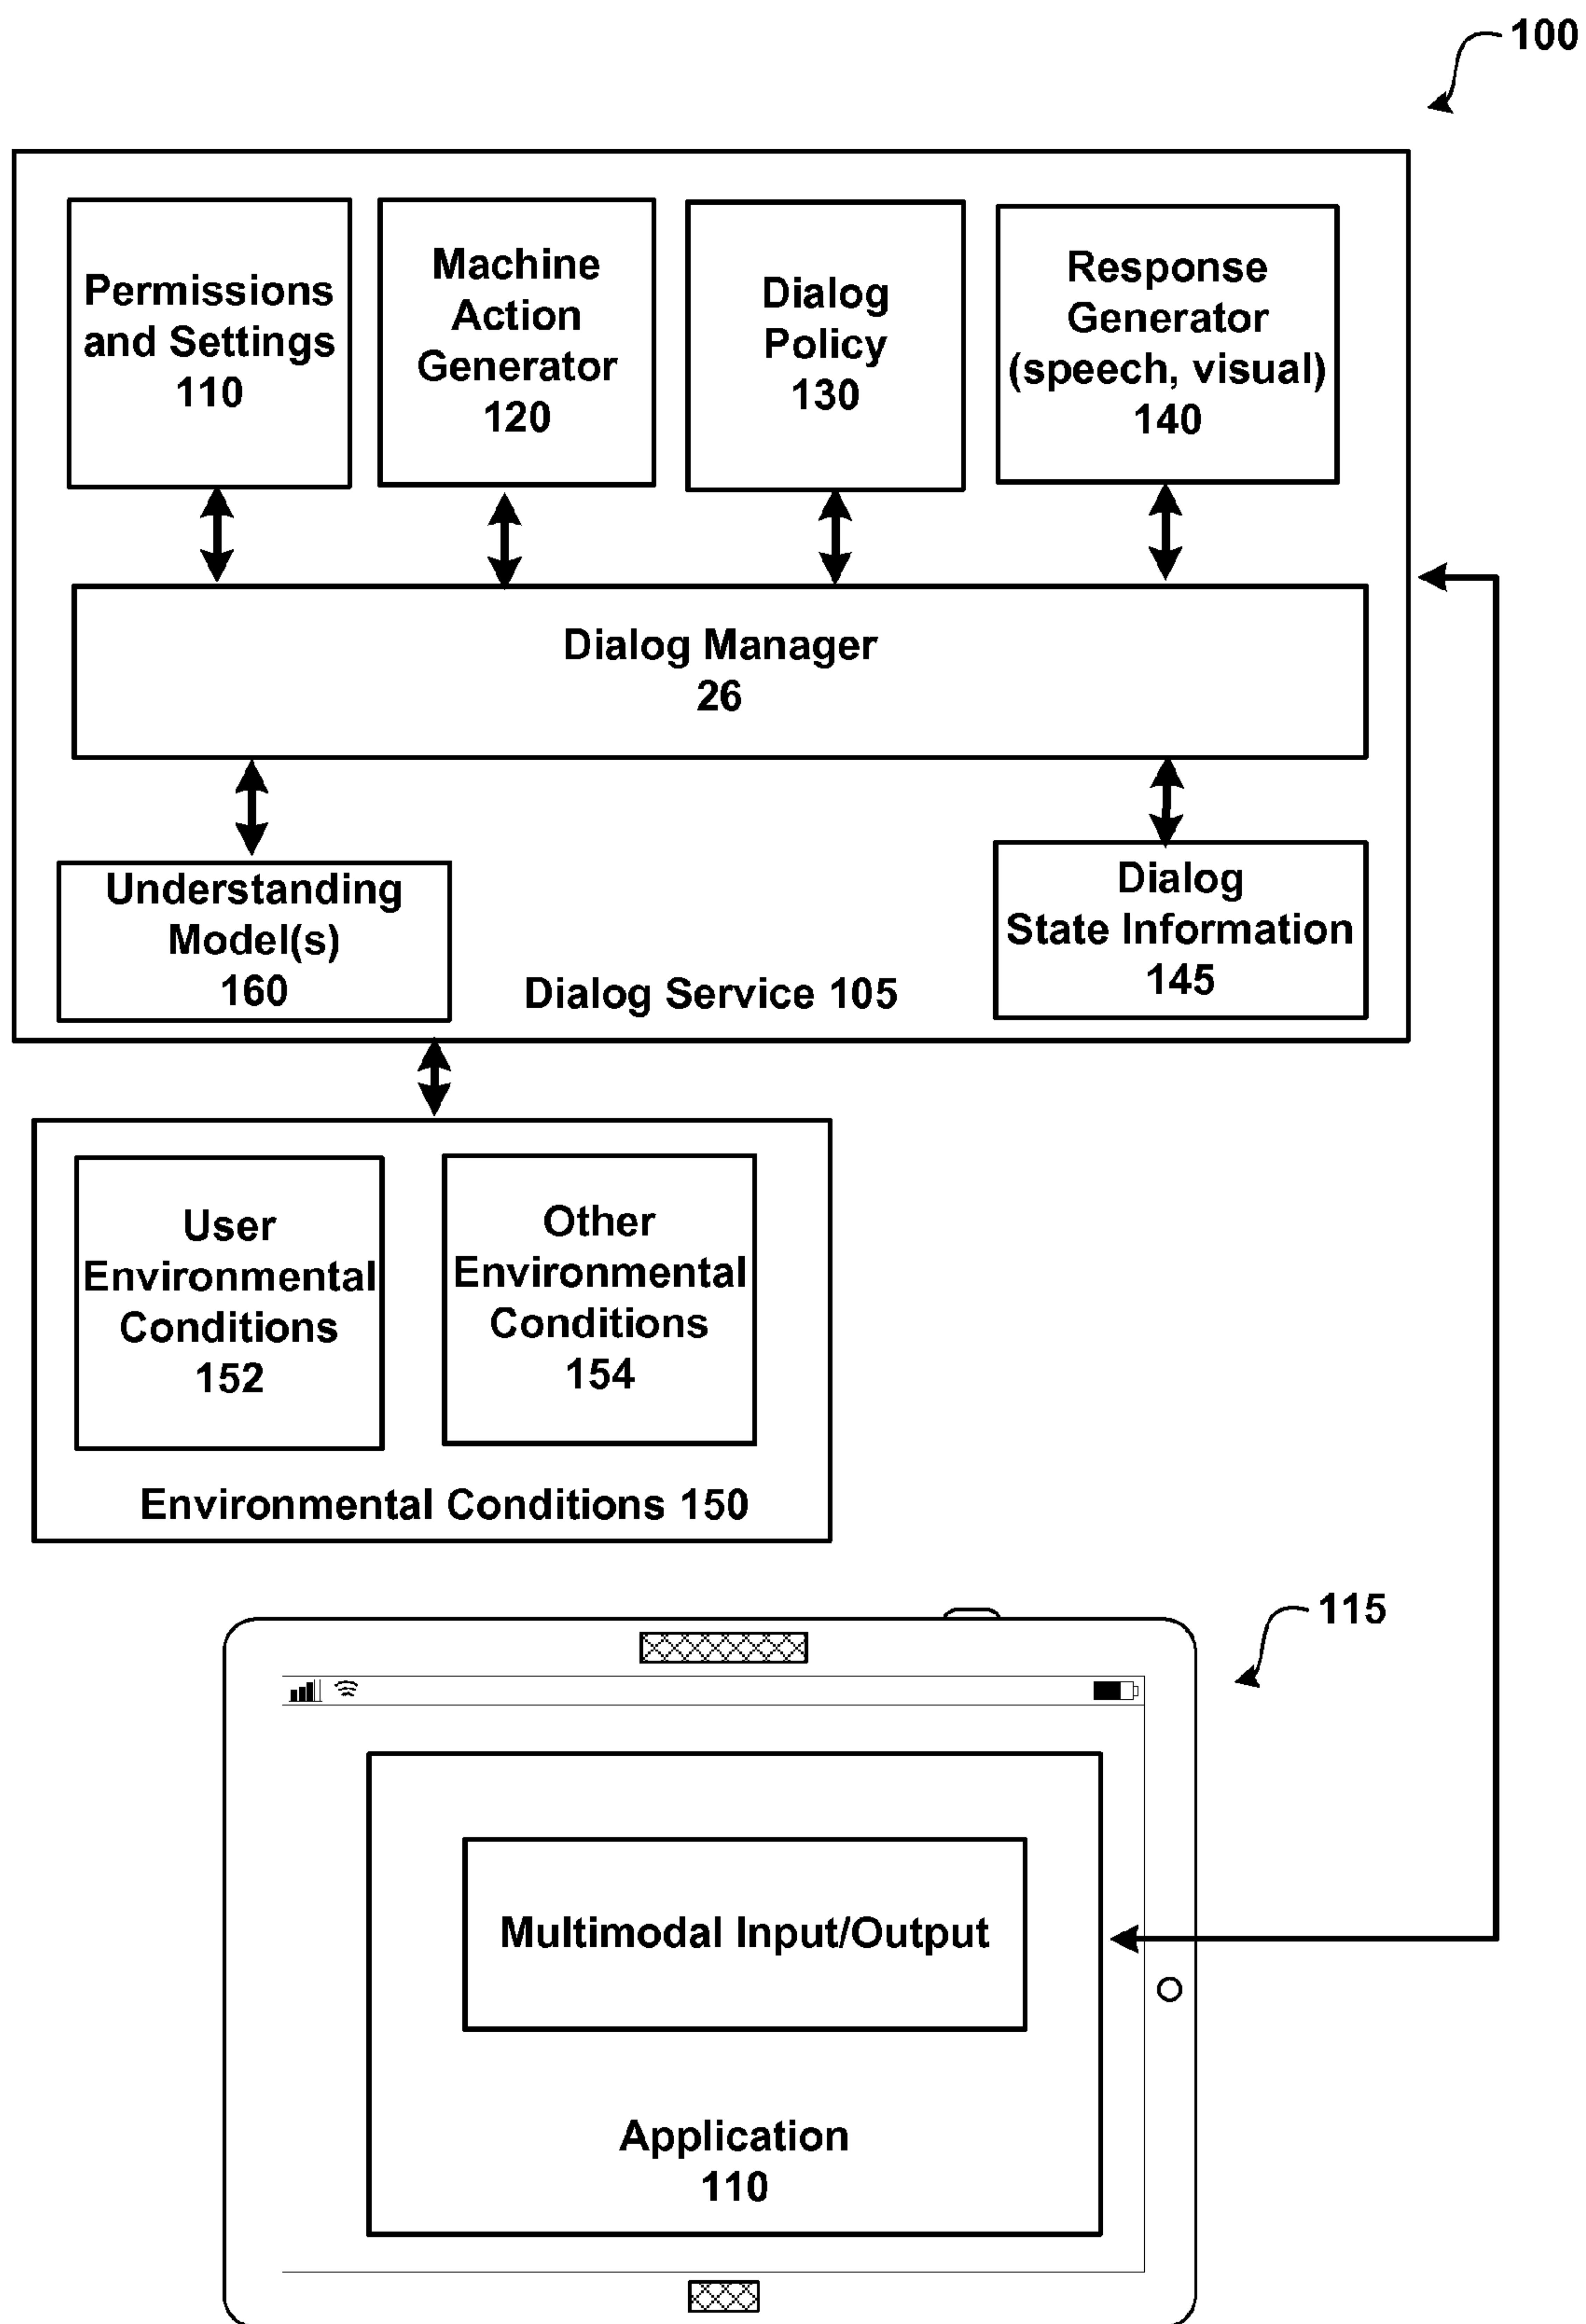 100
Permissions
and Settings
110
Machine
Action
Generator
120
Dialog
Policy
130
Response
Generator
(speech, visual)
140
Dialog Manager
26
Understanding
Model(s)
160
Dialog Service 105
Dialog
State Information
145
User
Environmental
Conditions
152
Other
Environmental
Conditions
154
Environmental Conditions 150
115
Multimodal Input/Output
Application
110